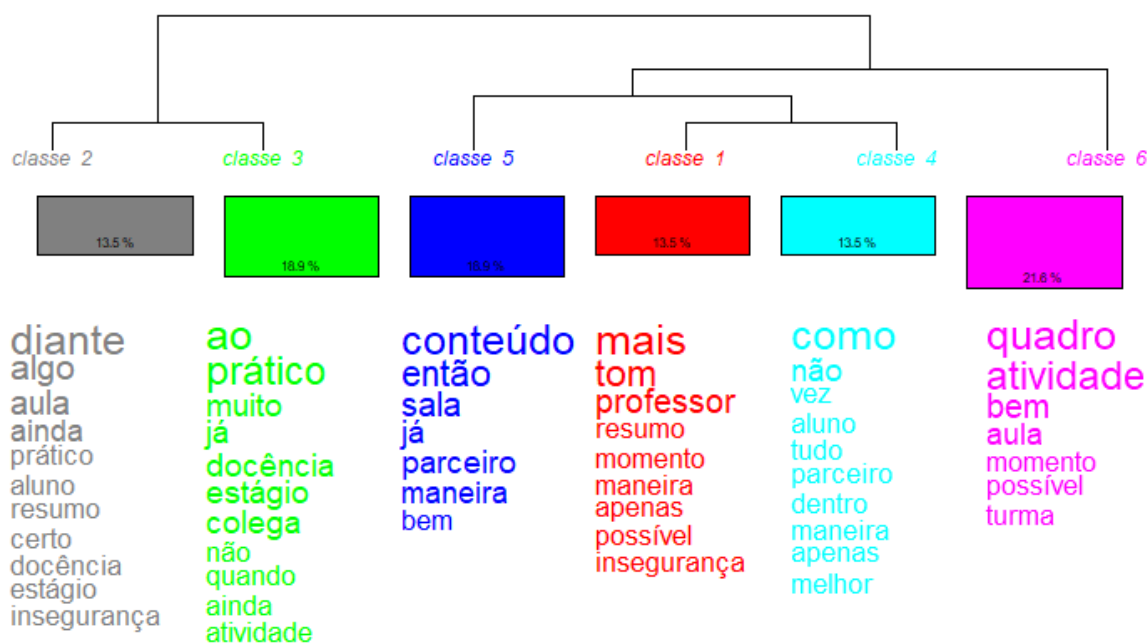 classe 2
classe 3
classe 5
classe 1
classe 4
classe 6
13.5 %
18.9 %
18.9 %
13.5 %
13.5 %
21.6 %
diante
algo
aula
ainda
prático
aluno
resumo
certo
docência
estágio
insegurança
ao
prático
muito
já
docência
estágio
colega
não
quando
ainda
atividade
conteúdo
então
sala
já
parceiro
maneira
bem
mais
tom
professor
resumo
momento
maneira
apenas
possível
insegurança
como
não
vez
aluno
tudo
parceiro
dentro
maneira
apenas
melhor
quadro
atividade
bem
aula
momento
possível
turma